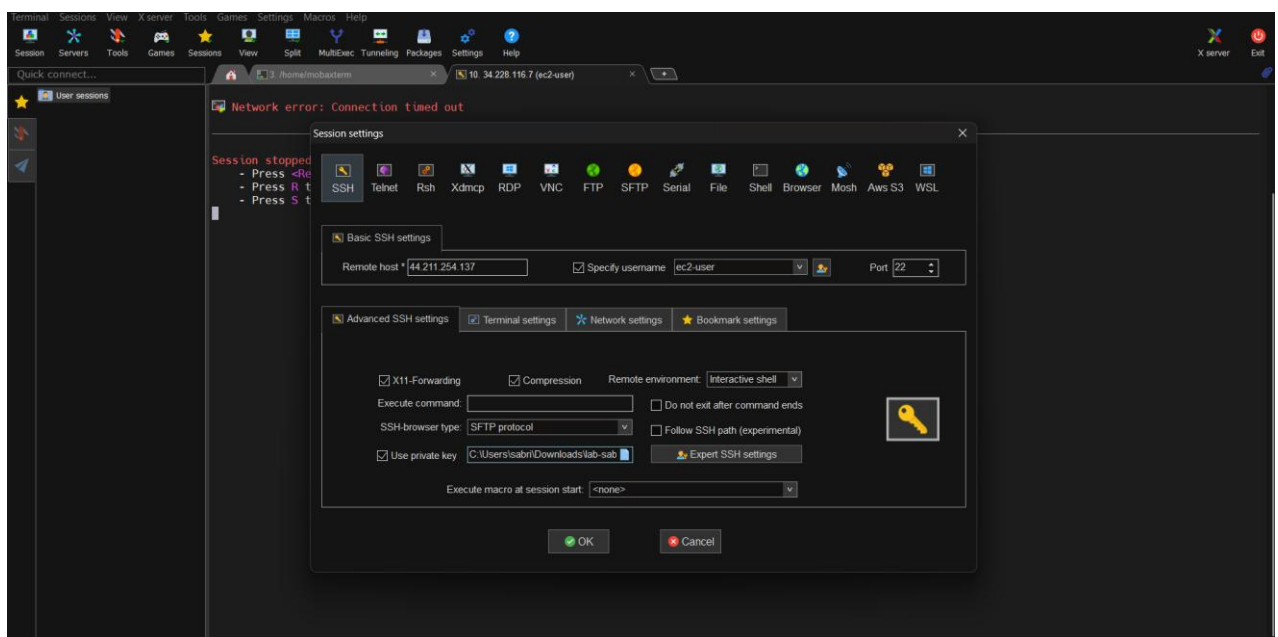 Terminal Sessions View X server Tools Games Settings Macros Help
Session Servers Tools Games Sessions View Split MultiExec Tunneling Packages Settings Help X server Exit
Quick connect...
3. /home/mobaxterm
10. 34.228.116.7 (ec2-user)
User sessions
Network error: Connection timed out
Session settings
Session stopped
- Press <Re
- Press R t
- Press S t
SSH Telnet Rsh Xdmcp RDP VNC FTP SFTP Serial File Shell Browser Mosh Aws S3 WSL
Basic SSH settings
Remote host * 44.211.254.137 Specify username ec2-user Port 22
Advanced SSH settings Terminal settings Network settings Bookmark settings
X11-Forwarding Compression Remote environment: Interactive shell
Execute command: Do not exit after command ends
SSH-browser type: SFTP protocol Follow SSH path (experimental)
Use private key C:\Users\sabri\Downloads\lab-sab Expert SSH settings
Execute macro at session start: <none>
OK Cancel